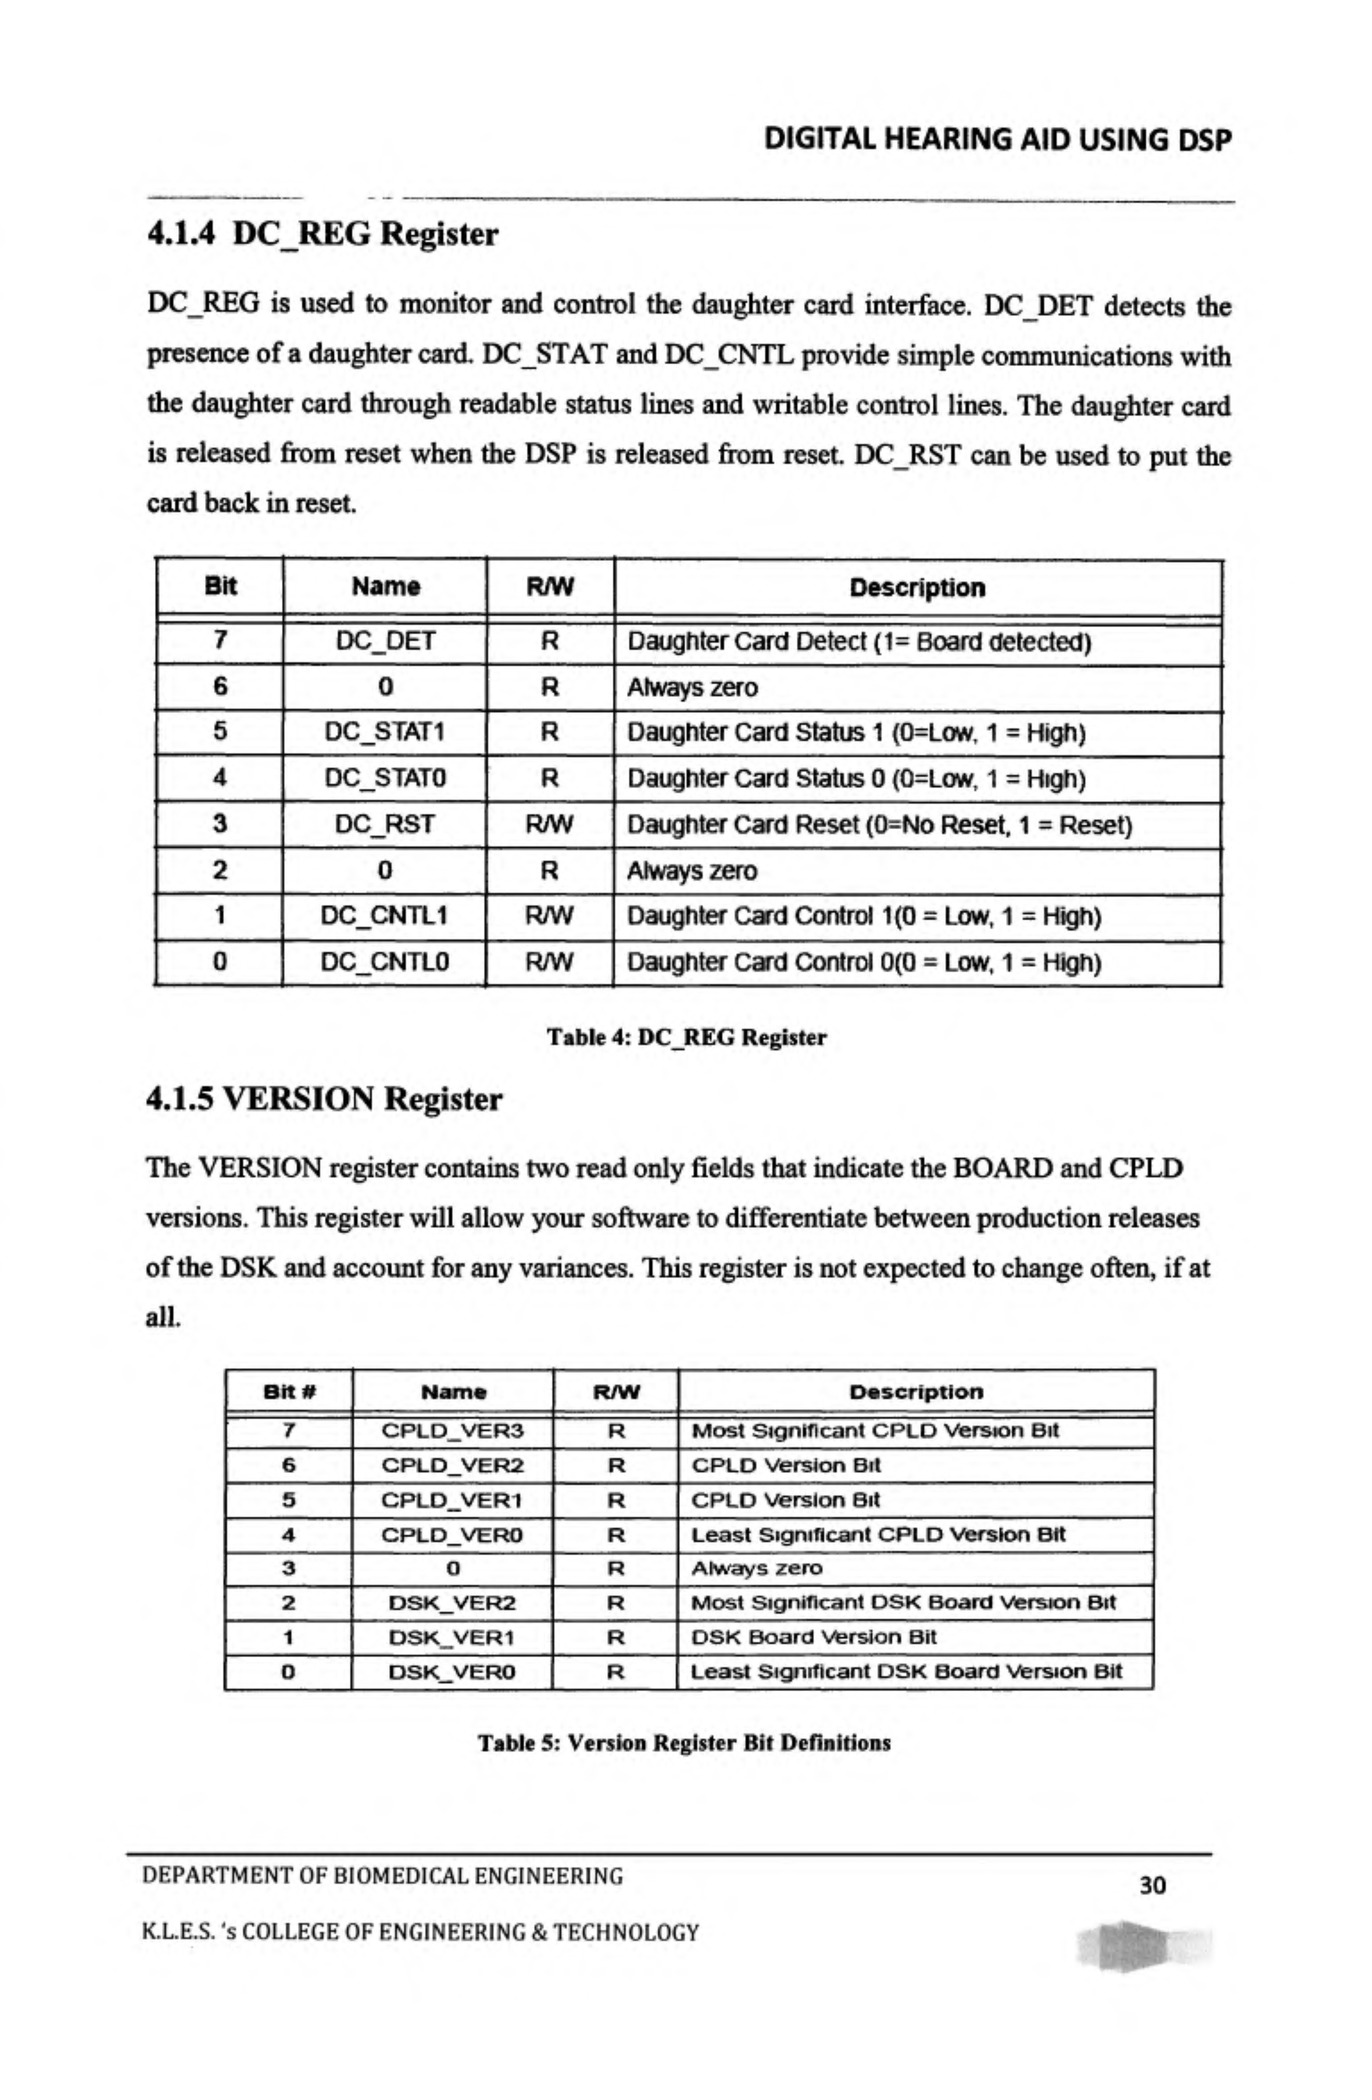 DIGITAL HEARING AID USING DSP
4.1.4 DC_REG Register
DC_REG is used to monitor and control the daughter card interface. DC_DET detects the
presence of a daughter card. DC_STAT and DC_CNTL provide simple communications with
the daughter card through readable status lines and writable control lines. The daughter card
is released from reset when the DSP is released from reset. DC_RST can be used to put the
card back in reset.
Bit Name R/W Description
7 DC_DET R Daughter Card Detect (1= Board detected)
6 0 R Always zero
5 DC_STAT1 R Daughter Card Status 1 (0=Low, 1 = High)
4 DC_STAT0 R Daughter Card Status 0 (0=Low, 1 = High)
3 DC_RST R/W Daughter Card Reset (0=No Reset, 1 = Reset)
2 0 R Always zero
1 DC_CNTL1 R/W Daughter Card Control 1(0 = Low, 1 = High)
0 DC_CNTL0 R/W Daughter Card Control 0(0 = Low, 1 = High)
Table 4: DC_REG Register
4.1.5 VERSION Register
The VERSION register contains two read only fields that indicate the BOARD and CPLD
versions. This register will allow your software to differentiate between production releases
of the DSK and account for any variances. This register is not expected to change often, if at
all.
Bit # Name R/W Description
7 CPLD_VER3 R Most Significant CPLD Version Bit
6 CPLD_VER2 R CPLD Version Bit
5 CPLD_VER1 R CPLD Version Bit
4 CPLD_VER0 R Least Significant CPLD Version Bit
3 0 R Always zero
2 DSK_VER2 R Most Significant DSK Board Version Bit
1 DSK_VER1 R DSK Board Version Bit
0 DSK_VER0 R Least Significant DSK Board Version Bit
Table 5: Version Register Bit Definitions
DEPARTMENT OF BIOMEDICAL ENGINEERING
30
K.L.E.S. 's COLLEGE OF ENGINEERING & TECHNOLOGY